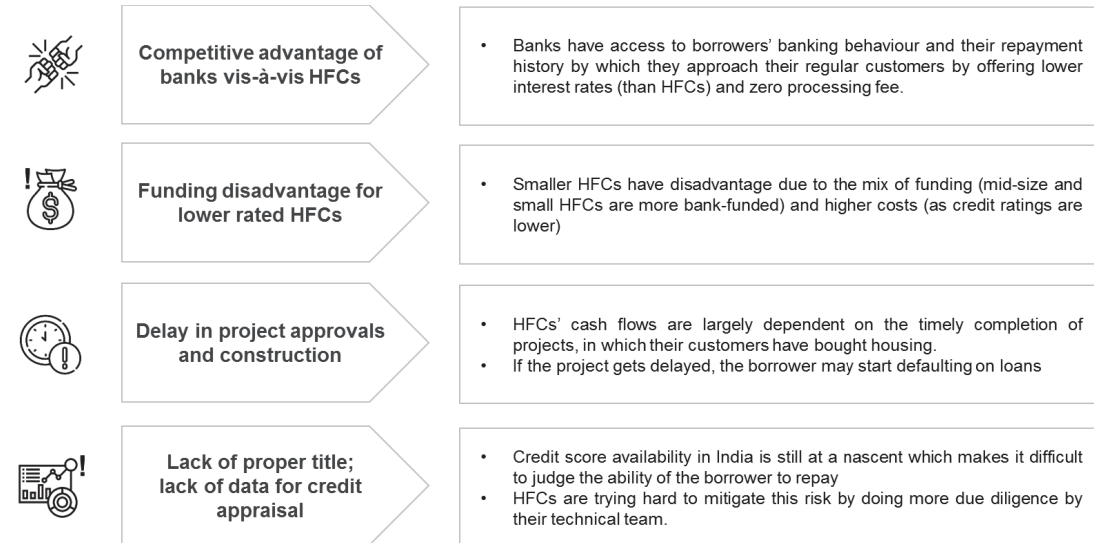 Competitive advantage of
banks vis-à-vis HFCs
• Banks have access to borrowers’ banking behaviour and their repayment
history by which they approach their regular customers by offering lower
interest rates (than HFCs) and zero processing fee.
Funding disadvantage for
lower rated HFCs
• Smaller HFCs have disadvantage due to the mix of funding (mid-size and
small HFCs are more bank-funded) and higher costs (as credit ratings are
lower)
Delay in project approvals
and construction
• HFCs’ cash flows are largely dependent on the timely completion of
projects, in which their customers have bought housing.
• If the project gets delayed, the borrower may start defaulting on loans
Lack of proper title;
lack of data for credit
appraisal
• Credit score availability in India is still at a nascent which makes it difficult
to judge the ability of the borrower to repay
• HFCs are trying hard to mitigate this risk by doing more due diligence by
their technical team.